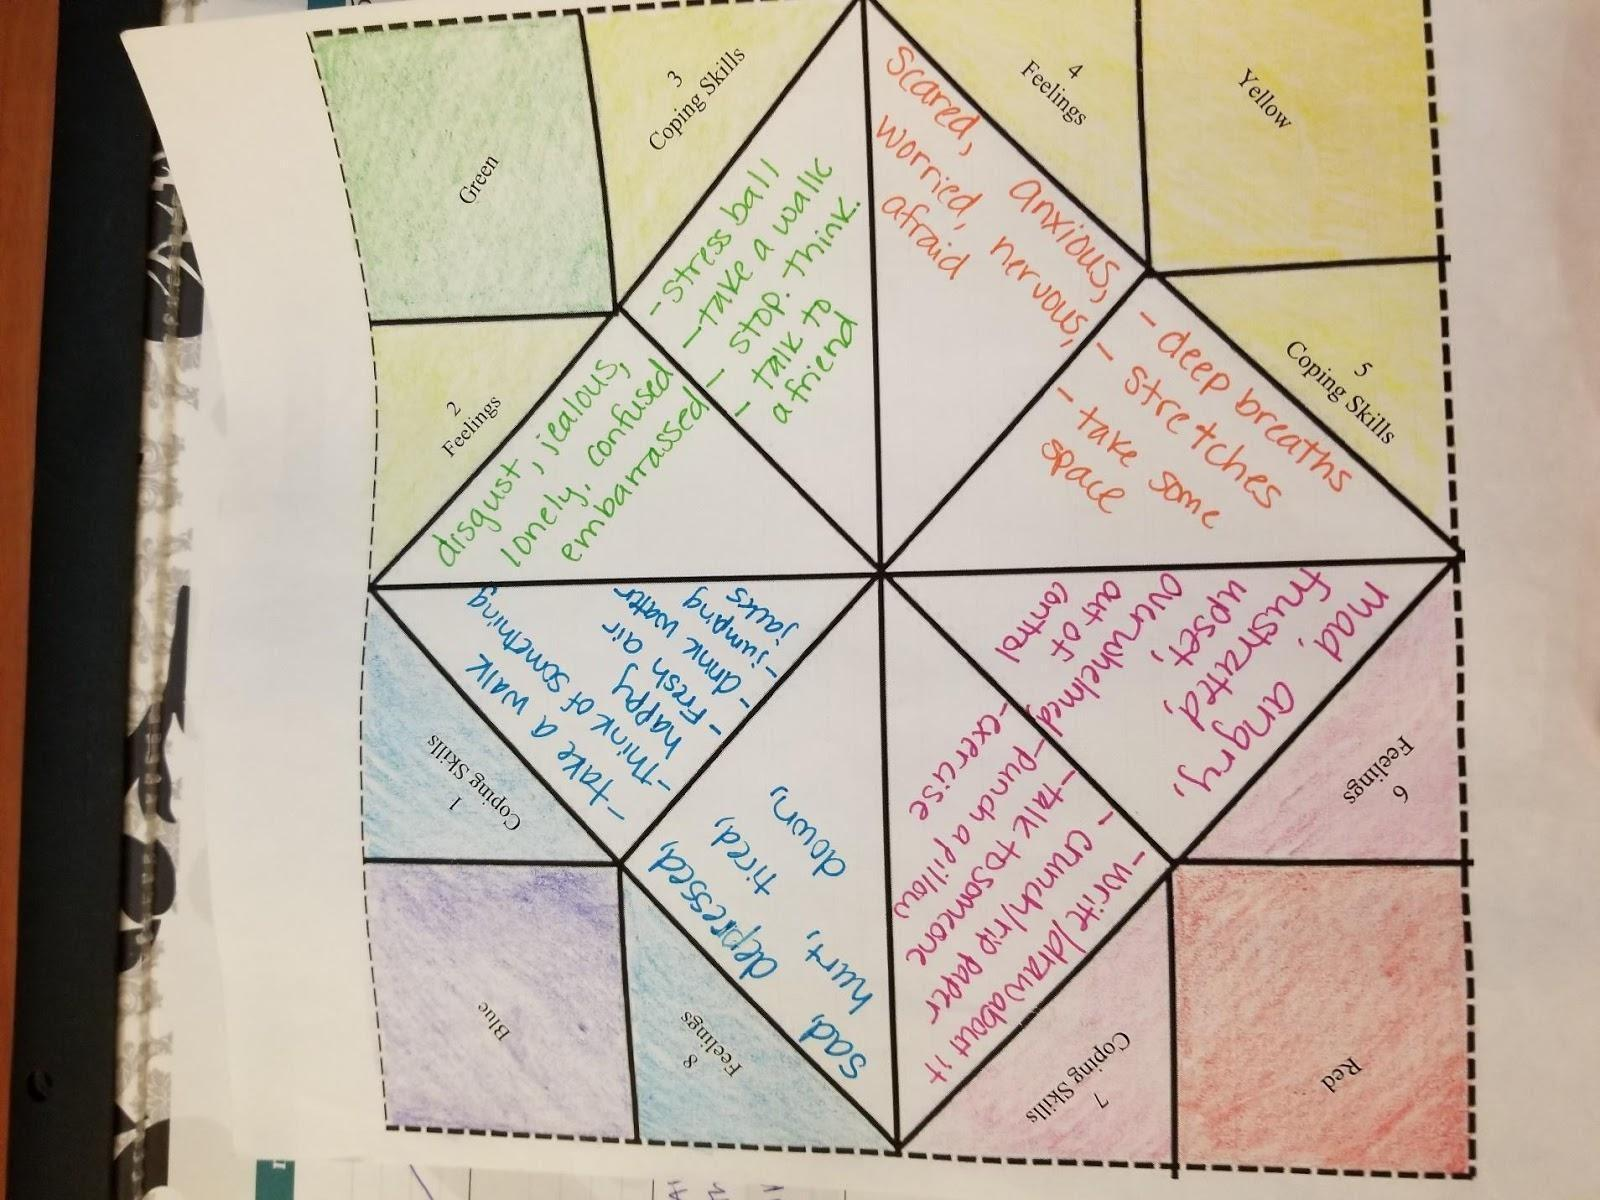 Green
3
Coping Skills
4
Feelings
Yellow
2
Feelings
5
Coping Skills
- stress ball
- take a walk
- stop. think.
- talk to
a friend
scared, anxious,
worried, nervous,
afraid
disgust, jealous,
lonely, confused
embarrassed
- deep breaths
- stretches
- take some
space
- take a walk
- think of something
happy
- fresh air
- drink water
- jumping
jacks
mad, angry,
frustrated,
upset,
overwhelmed,
out of
control
sad, depressed,
hurt, tired,
down,
- write/draw about it
- crunch/rip paper
- talk to someone
- punch a pillow
- exercise
1
Coping Skills
6
Feelings
Blue
8
Feelings
7
Coping Skills
Red